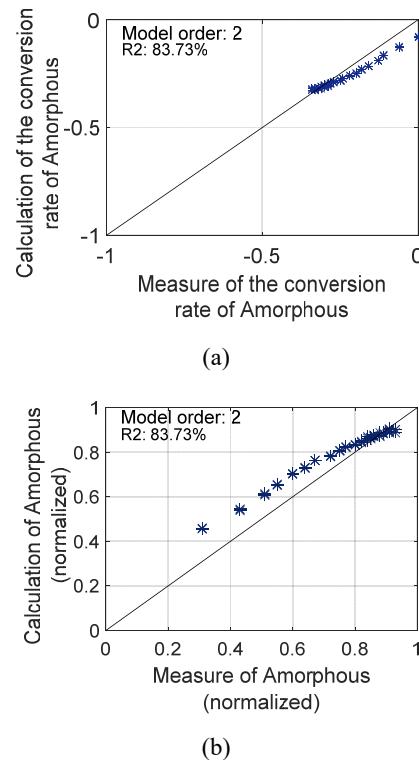 0
Model order: 2
R2: 83.73%
-0.5
-1
-1
-0.5
0
Calculation of the conversion
rate of Amorphous
Measure of the conversion
rate of Amorphous
(a)
1
Model order: 2
R2: 83.73%
0.8
0.6
0.4
0.2
0
0
0.2
0.4
0.6
0.8
1
Calculation of Amorphous
(normalized)
Measure of Amorphous
(normalized)
(b)